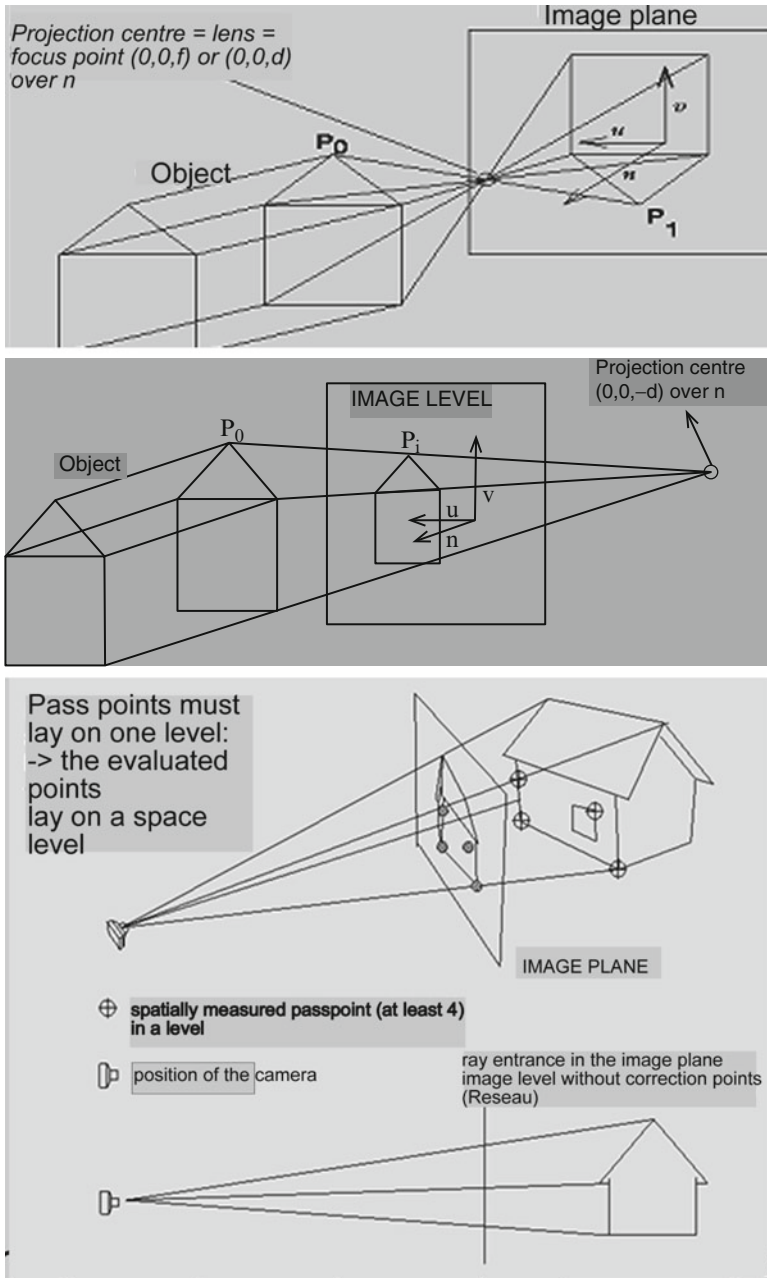 Projection centre = lens =
focus point (0,0,f) or (0,0,d)
over n
Image plane
P0
Object
v
u
n
P1
Projection centre
(0,0,–d) over n
IMAGE LEVEL
P0
Pi
Object
v
u
n
Pass points must
lay on one level:
-> the evaluated
points
lay on a space
level
IMAGE PLANE
spatially measured passpoint (at least 4)
in a level
position of the camera
ray entrance in the image plane
image level without correction points
(Reseau)